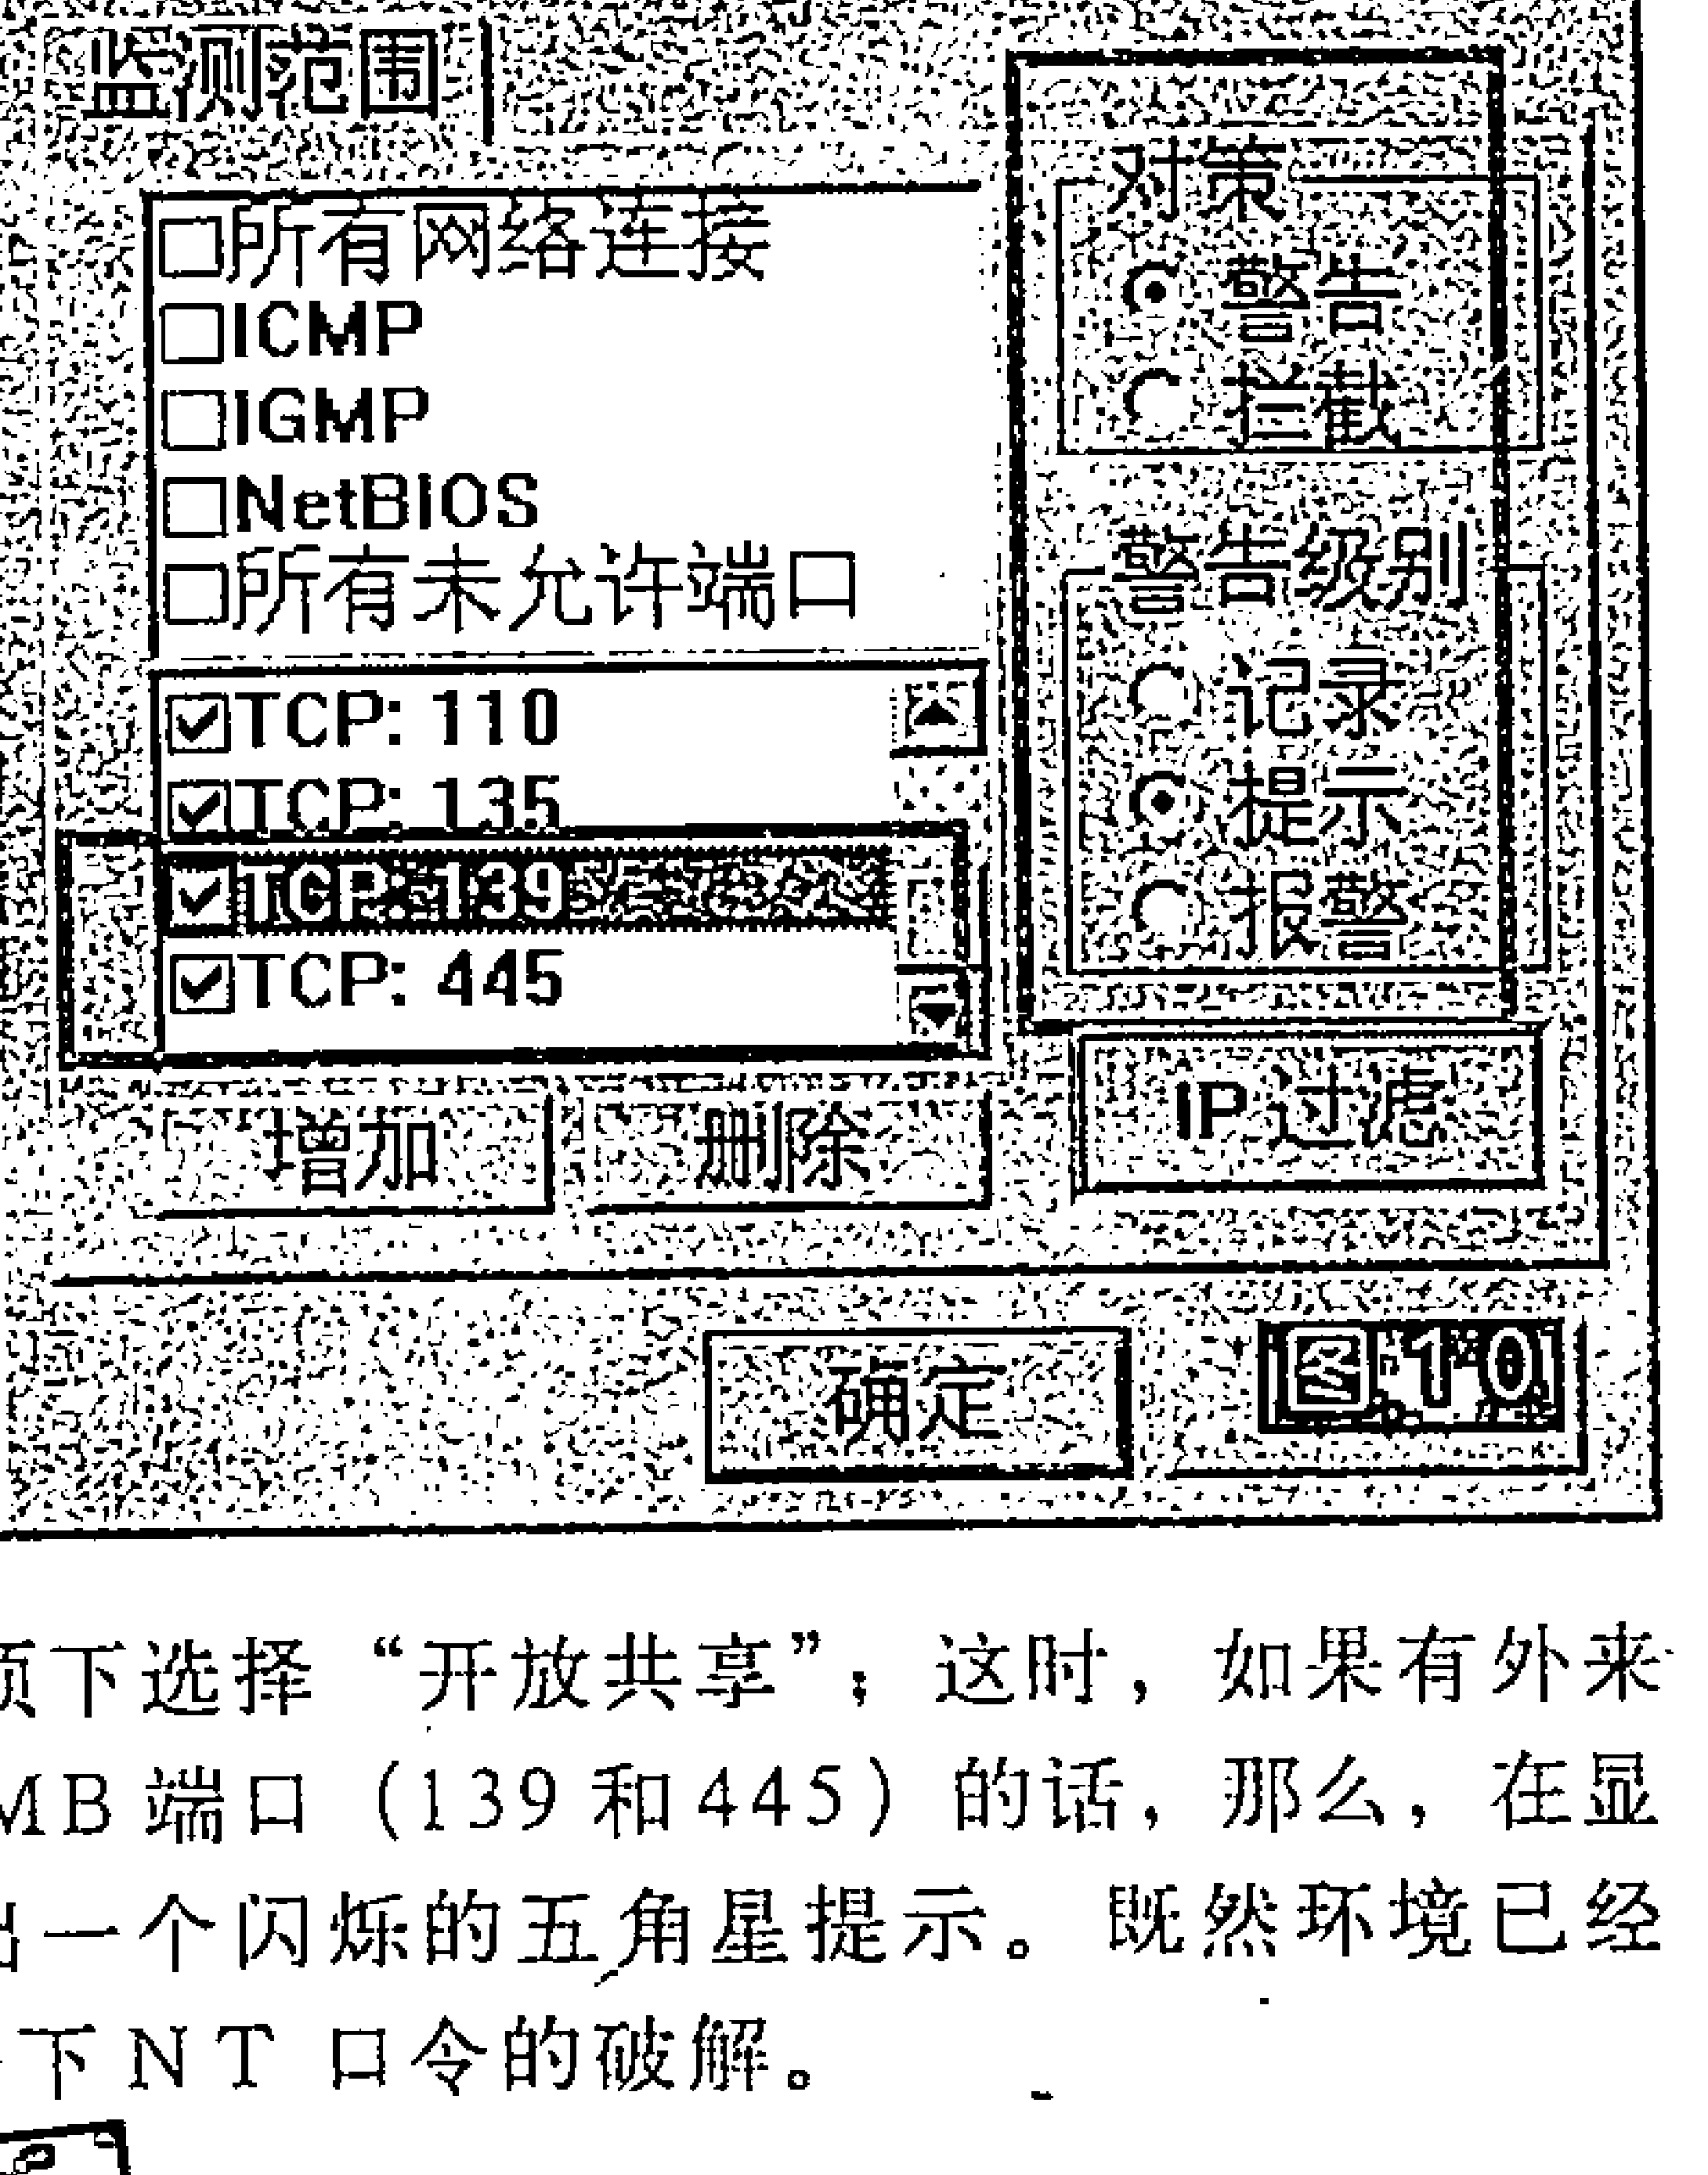 监测范围
所有网络连接
ICMP
IGMP
NetBIOS
所有未允许端口
TCP: 110
TCP: 135
TCP: 139
TCP: 445
增加
删除
对策
警告
拦截
警告级别
记录
提示
报警
IP 过滤
确定
图 10
项下选择“开放共享”；这时，如果有外来
MB 端口（139 和 445）的话，那么，在显
出一个闪烁的五角星提示。既然环境已经
下 NT 口令的破解。